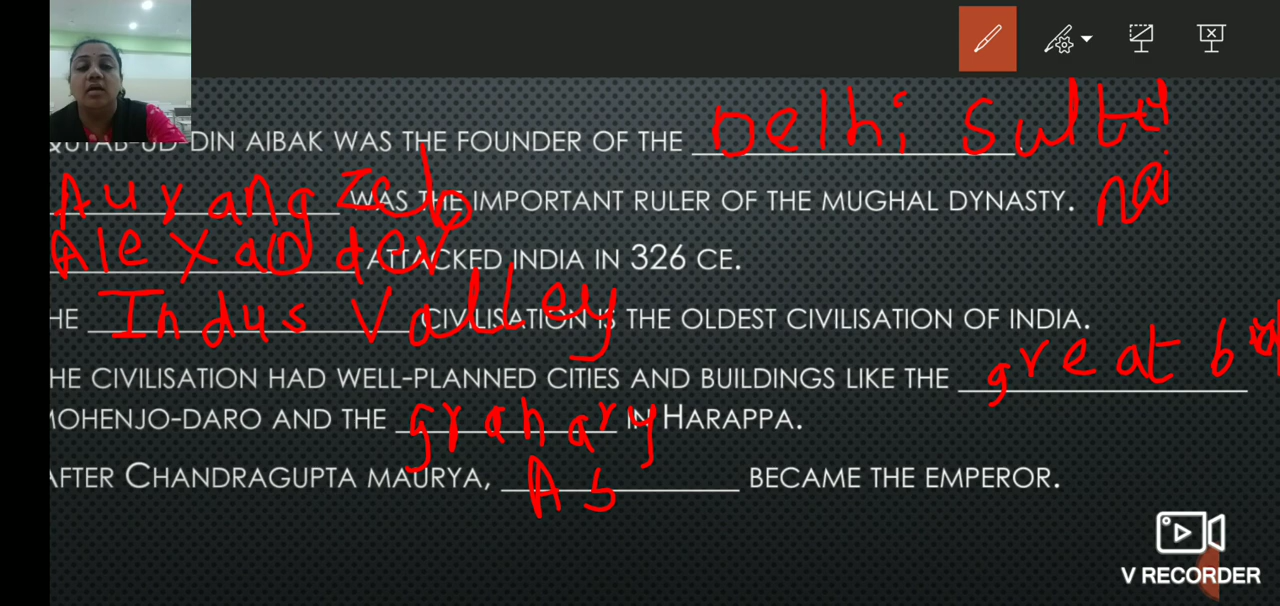 QUTAB-UD-DIN AIBAK WAS THE FOUNDER OF THE Delhi Sulta
Aurangzeb WAS THE IMPORTANT RULER OF THE MUGHAL DYNASTY.
Alexander ATTACKED INDIA IN 326 CE.
HE Indus Valley CIVILISATION IS THE OLDEST CIVILISATION OF INDIA.
HE CIVILISATION HAD WELL-PLANNED CITIES AND BUILDINGS LIKE THE great
MOHENJO-DARO AND THE granary IN HARAPPA.
AFTER CHANDRAGUPTA MAURYA, As BECAME THE EMPEROR.
V RECORDER